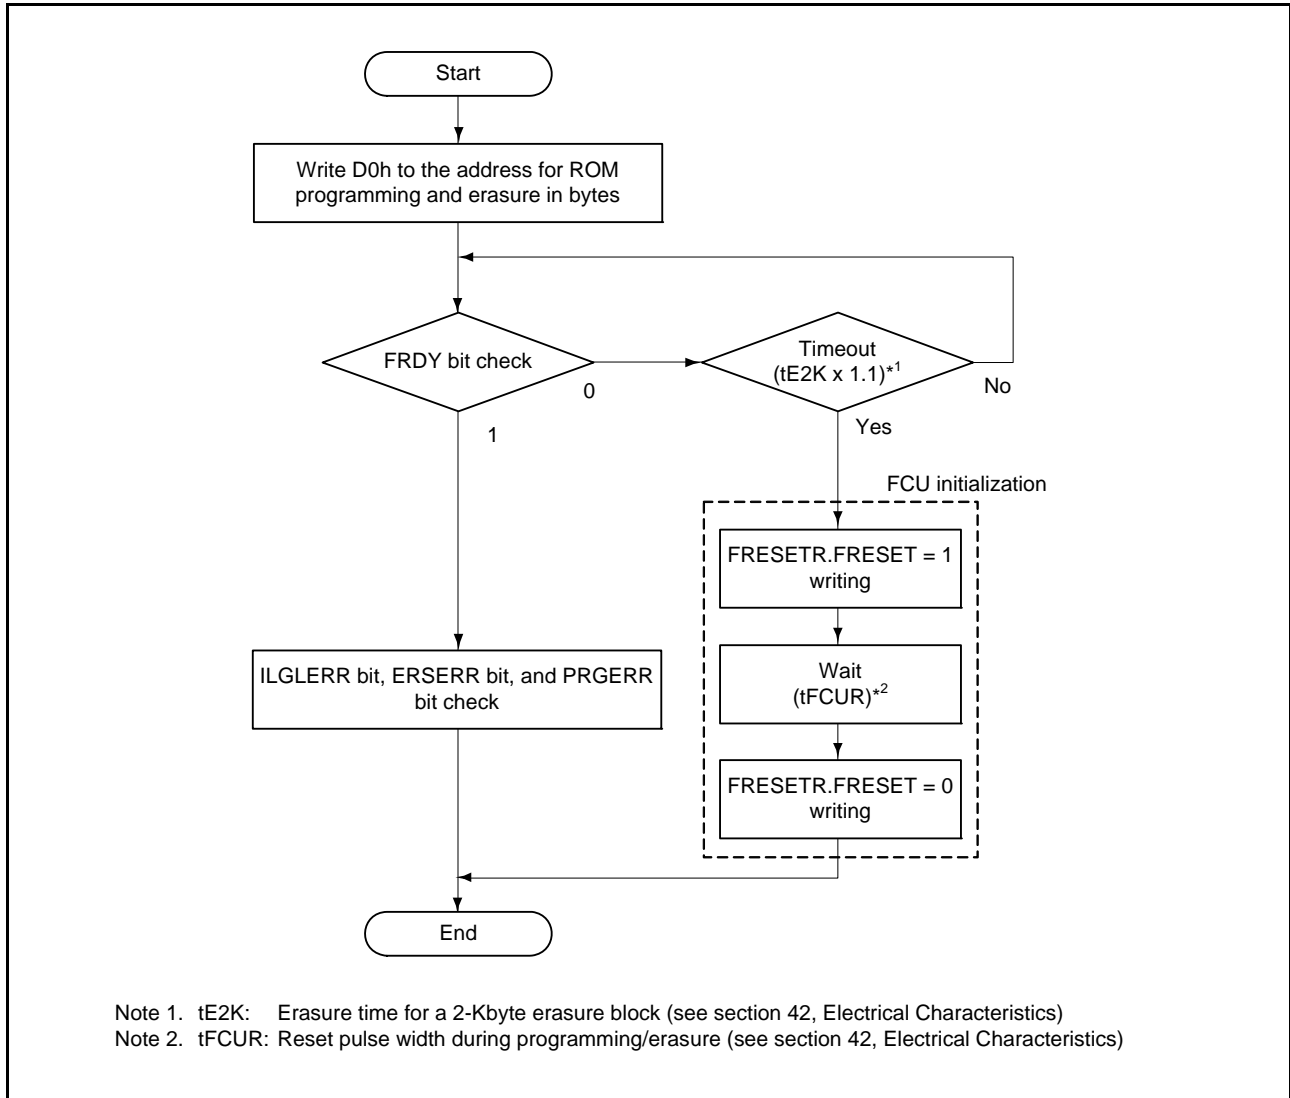 Start
Write D0h to the address for ROM
programming and erasure in bytes
FRDY bit check
0
1
Timeout
(tE2K x 1.1)*1
No
Yes
FCU initialization
FRESETR.FRESET = 1
writing
ILGLERR bit, ERSERR bit, and PRGERR
bit check
Wait
(tFCUR)*2
FRESETR.FRESET = 0
writing
End
Note 1. tE2K: Erasure time for a 2-Kbyte erasure block (see section 42, Electrical Characteristics)
Note 2. tFCUR: Reset pulse width during programming/erasure (see section 42, Electrical Characteristics)